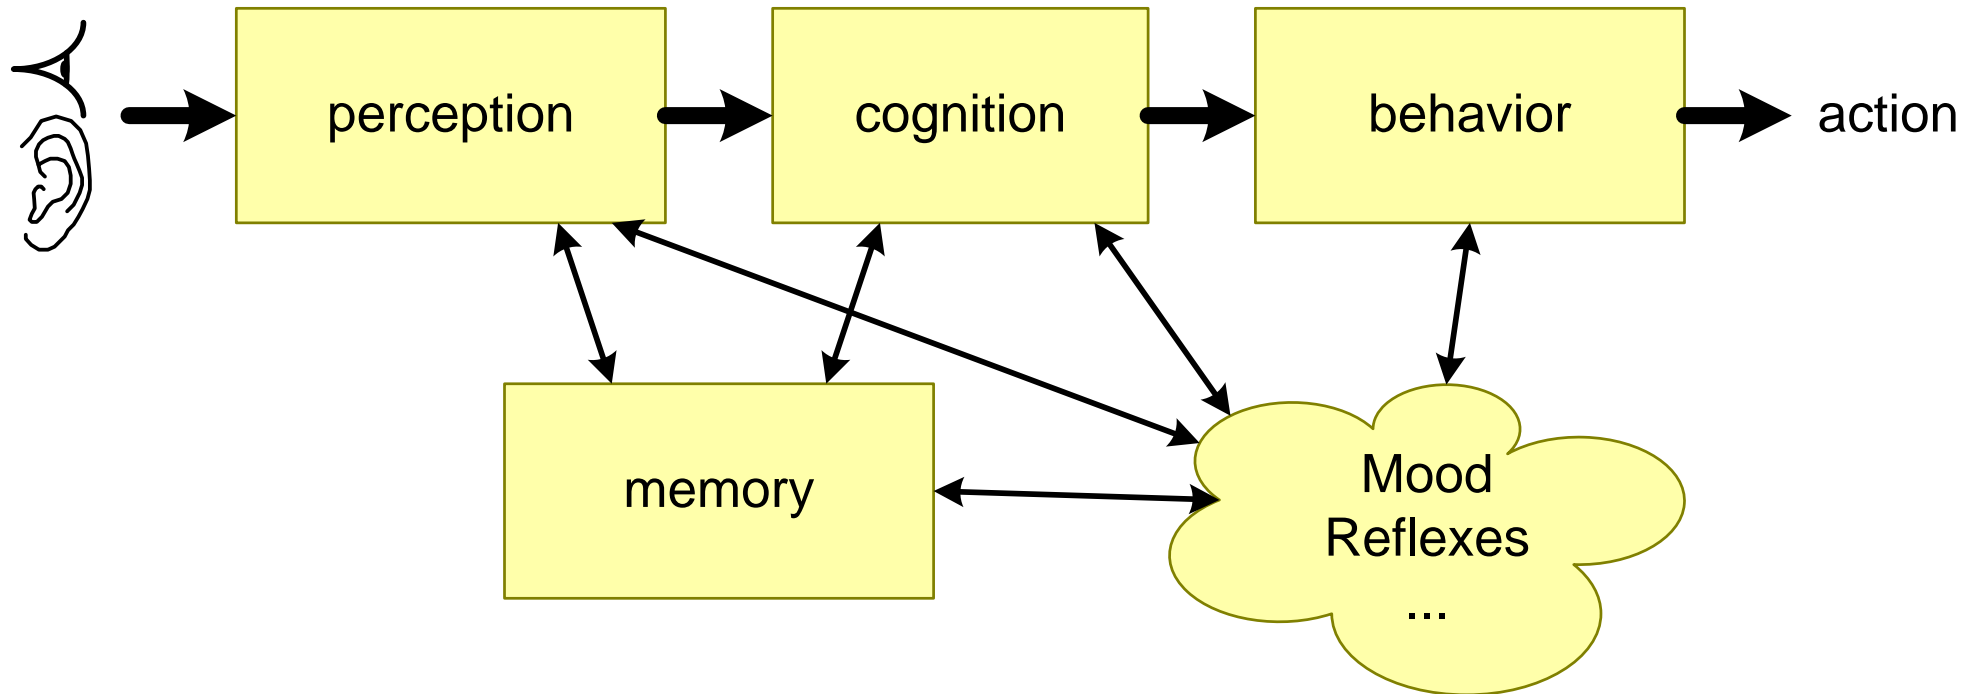 perception
cognition
behavior
action
memory
Mood
Reflexes
...